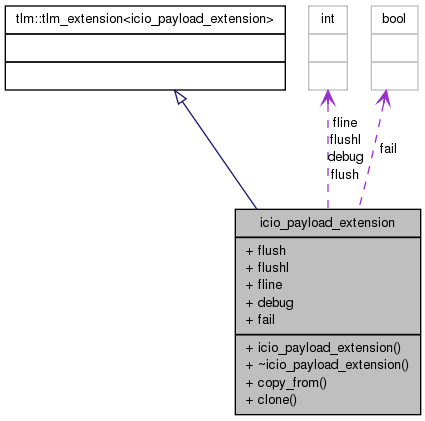 tlm::tlm_extension<icio_payload_extension>
int
bool
fline
flushl
debug
flush
fail
icio_payload_extension
+ flush
+ flushl
+ fline
+ debug
+ fail
+ icio_payload_extension()
+ ~icio_payload_extension()
+ copy_from()
+ clone()